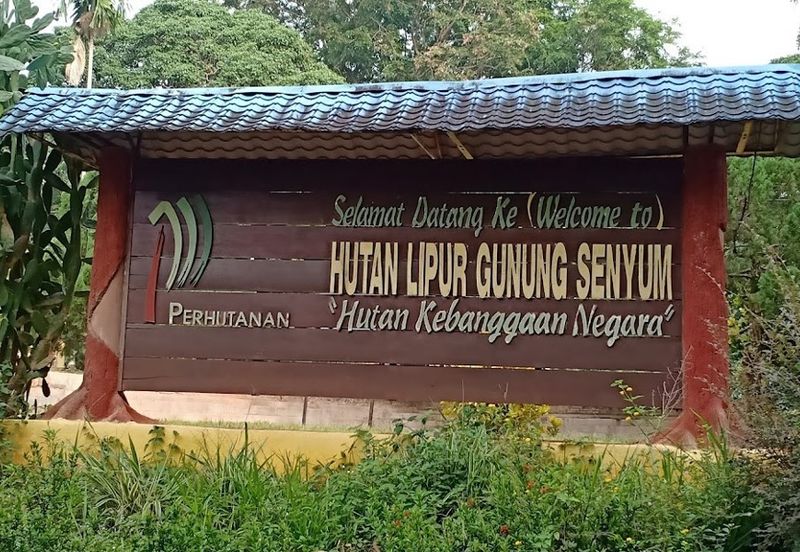 Selamat Datang Ke (Welcome to)
HUTAN LIPUR GUNUNG SENYUM
"Hutan Kebanggaan Negara"
PERHUTANAN